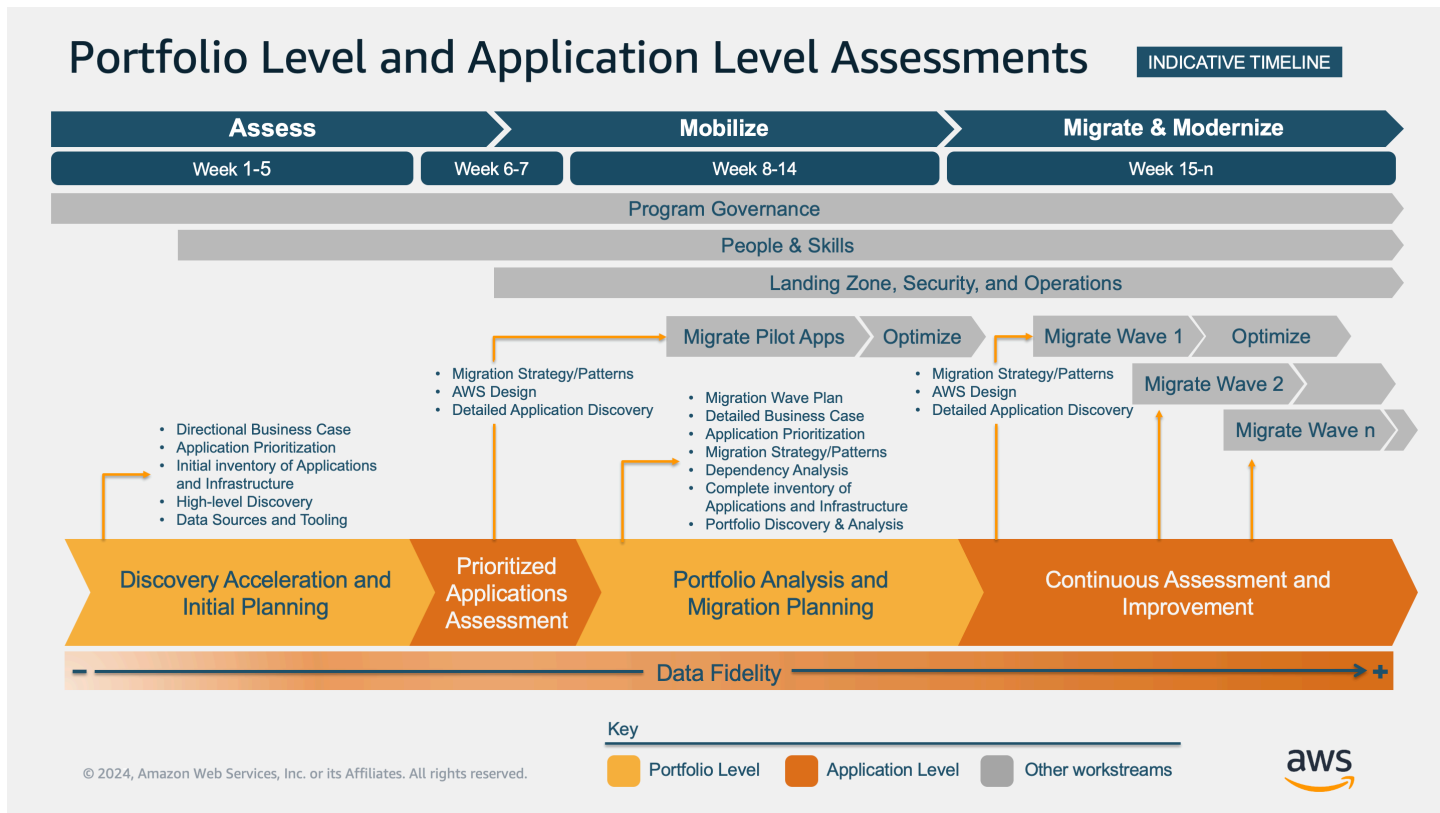 Portfolio Level and Application Level Assessments
INDICATIVE TIMELINE
Assess
Mobilize
Migrate & Modernize
Week 1-5
Week 6-7
Week 8-14
Week 15-n
Program Governance
People & Skills
Landing Zone, Security, and Operations
Migrate Pilot Apps
Optimize
Migrate Wave 1
Optimize
Migrate Wave 2
Migrate Wave n
• Directional Business Case
• Application Prioritization
• Initial inventory of Applications
and Infrastructure
• High-level Discovery
• Data Sources and Tooling
• Migration Strategy/Patterns
• AWS Design
• Detailed Application Discovery
• Migration Wave Plan
• Detailed Business Case
• Application Prioritization
• Migration Strategy/Patterns
• Dependency Analysis
• Complete inventory of
Applications and Infrastructure
• Portfolio Discovery & Analysis
• Migration Strategy/Patterns
• AWS Design
• Detailed Application Discovery
Discovery Acceleration and
Initial Planning
Prioritized
Applications
Assessment
Portfolio Analysis and
Migration Planning
Continuous Assessment and
Improvement
- Data Fidelity +
Key
Portfolio Level
Application Level
Other workstreams
© 2024, Amazon Web Services, Inc. or its Affiliates. All rights reserved.
aws